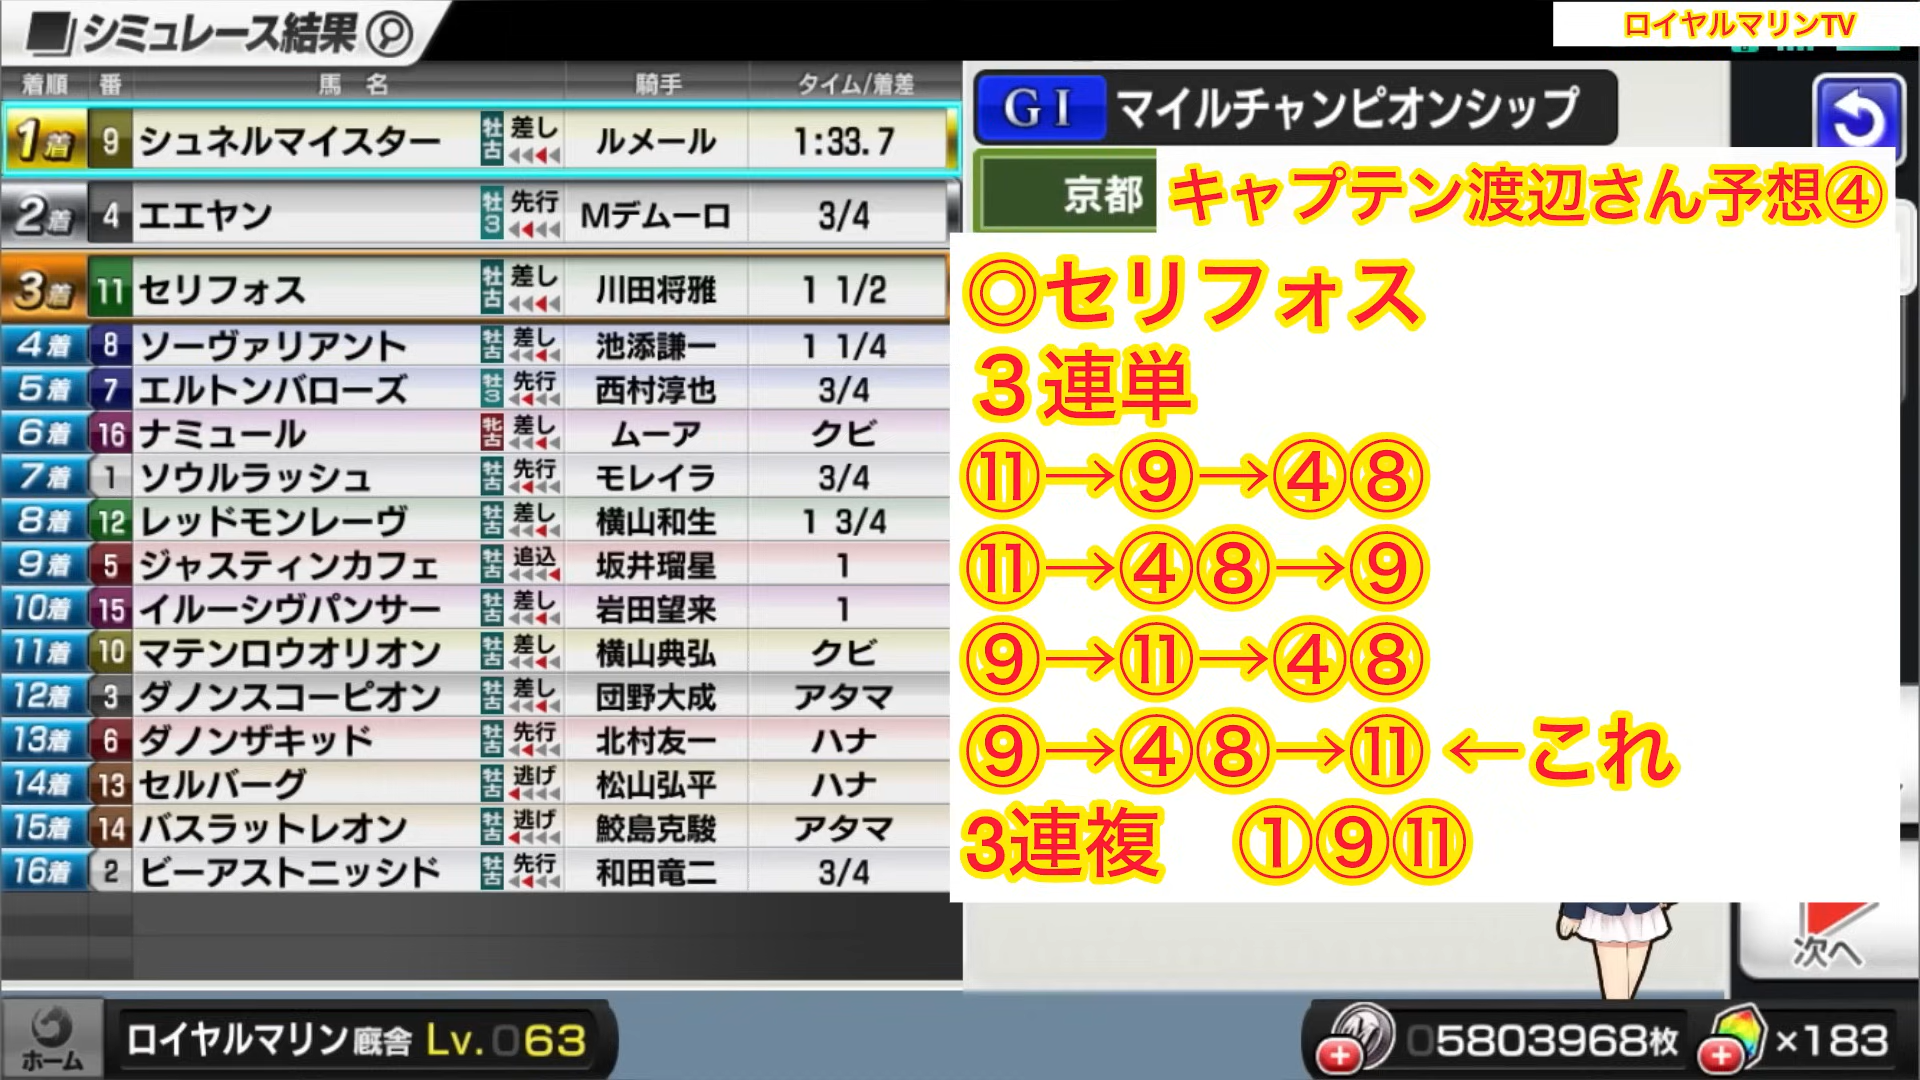 シミュレース結果
ロイヤルマリンTV
着順 番 馬名 騎手 タイム/着差
1着 9 シュネルマイスター 牡古 差し ルメール 1:33.7
2着 4 エエヤン 牡3 先行 Mデムーロ 3/4
3着 11 セリフォス 牡古 差し 川田将雅 1 1/2
4着 8 ソーヴァリアント 牡古 差し 池添謙一 1 1/4
5着 7 エルトンバローズ 牡3 先行 西村淳也 3/4
6着 16 ナミュール 牝古 差し ムーア クビ
7着 1 ソウルラッシュ 牡古 先行 モレイラ 3/4
8着 12 レッドモンレーヴ 牡古 差し 横山和生 1 3/4
9着 5 ジャスティンカフェ 牡古 追込 坂井瑠星 1
10着 15 イルーシヴパンサー 牡古 差し 岩田望来 1
11着 10 マテンロウオリオン 牡古 差し 横山典弘 クビ
12着 3 ダノンスコーピオン 牡古 差し 団野大成 アタマ
13着 6 ダノンザキッド 牡古 先行 北村友一 ハナ
14着 13 セルバーグ 牡古 逃げ 松山弘平 ハナ
15着 14 バスラットレオン 牡古 逃げ 鮫島克駿 アタマ
16着 2 ビーアストニッシド 牡古 先行 和田竜二 3/4
GI マイルチャンピオンシップ
京都 キャプテン渡辺さん予想④
◎セリフォス
３連単
⑪→⑨→④⑧
⑪→④⑧→⑨
⑨→⑪→④⑧
⑨→④⑧→⑪ ←これ
3連複 ①⑨⑪
次へ
ホーム
ロイヤルマリン厩舎 Lv.063
05803968枚
×183